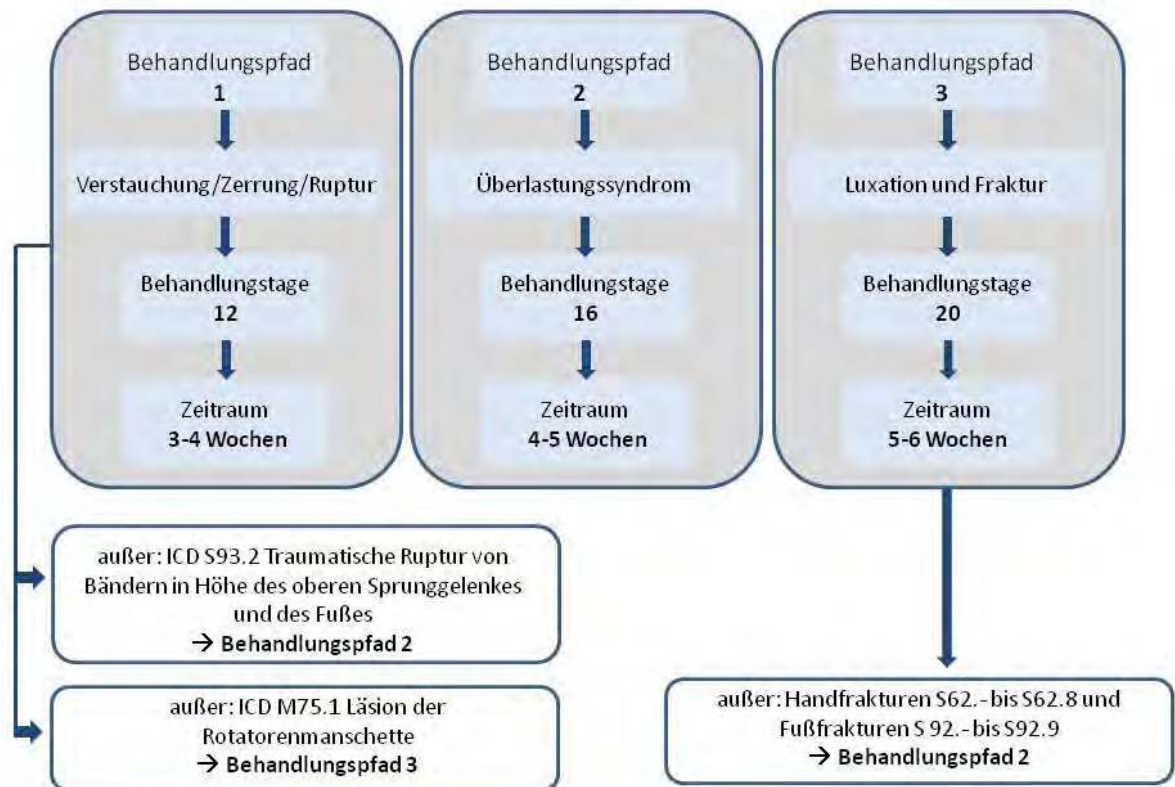 Behandlungspfad
1
Verstauchung/Zerrung/Ruptur
Behandlungstage
12
Zeitraum
3-4 Wochen
Behandlungspfad
2
Überlastungssyndrom
Behandlungstage
16
Zeitraum
4-5 Wochen
Behandlungspfad
3
Luxation und Fraktur
Behandlungstage
20
Zeitraum
5-6 Wochen
außer: ICD S93.2 Traumatische Ruptur von
Bändern in Höhe des oberen Sprunggelenkes
und des Fußes
→ Behandlungspfad 2
außer: ICD M75.1 Läsion der
Rotatorenmanschette
→ Behandlungspfad 3
außer: Handfrakturen S62.- bis S62.8 und
Fußfrakturen S 92.- bis S92.9
→ Behandlungspfad 2